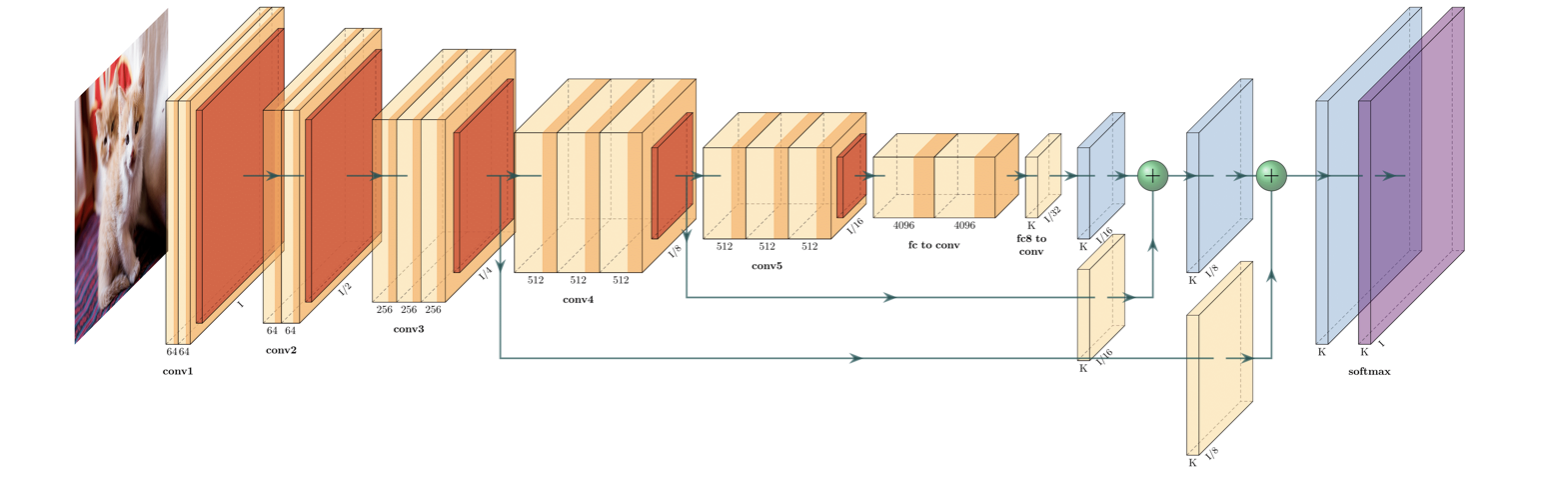 64 64
I
conv1
64 64
I/2
conv2
256 256 256
I/4
conv3
512 512 512
I/8
conv4
512 512 512
I/16
conv5
4096 4096
fc to conv
K
I/32
fc8 to
conv
K
I/16
+
K
I/16
K
I/8
+
K
I/8
K
K
I
softmax